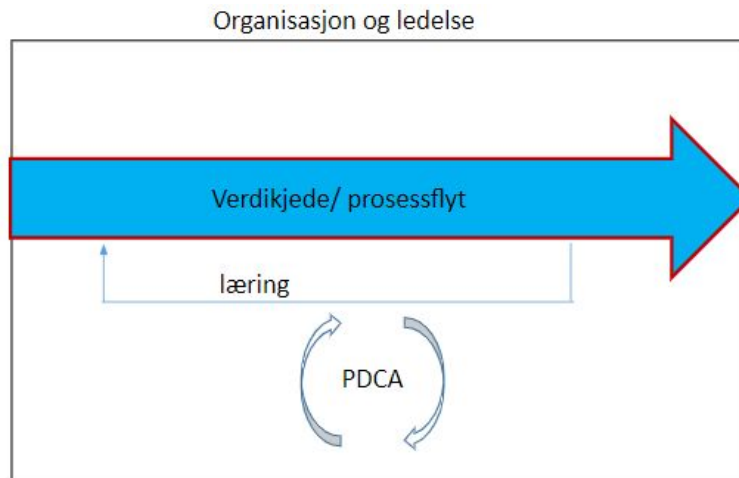 Organisasjon og ledelse
Verdikjede/ prosessflyt
læring
PDCA